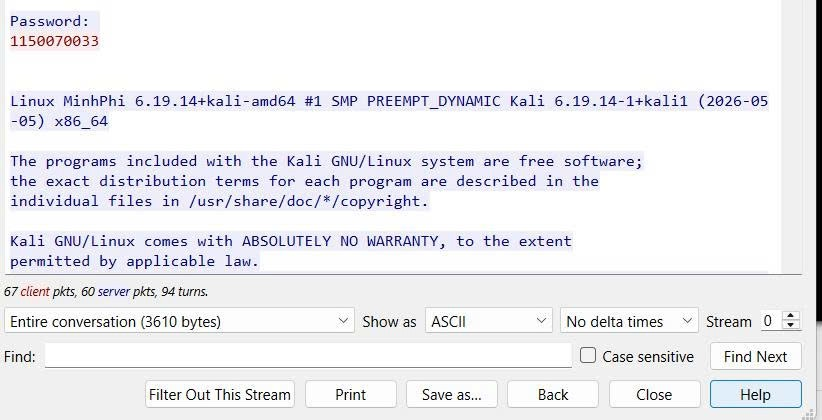 Password:
1150070033
Linux MinhPhi 6.19.14+kali-amd64 #1 SMP PREEMPT_DYNAMIC Kali 6.19.14-1+kali1 (2026-05
-05) x86_64
The programs included with the Kali GNU/Linux system are free software;
the exact distribution terms for each program are described in the
individual files in /usr/share/doc/*/copyright.
Kali GNU/Linux comes with ABSOLUTELY NO WARRANTY, to the extent
permitted by applicable law.
67 client pkts, 60 server pkts, 94 turns.
Entire conversation (3610 bytes) Show as ASCII No delta times Stream 0
Find: Case sensitive Find Next
Filter Out This Stream Print Save as... Back Close Help